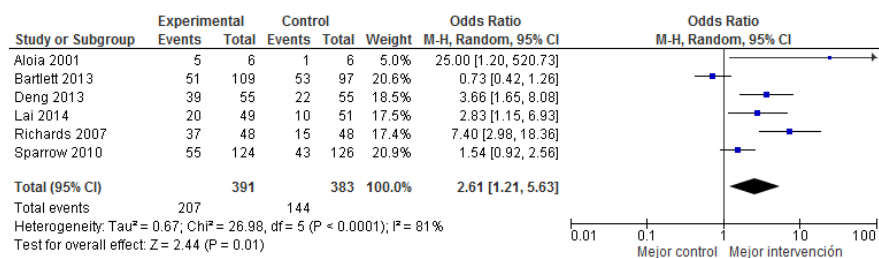 Experimental Control Odds Ratio Odds Ratio
Study or Subgroup Events Total Events Total Weight M-H, Random, 95% CI M-H, Random, 95% CI
Aloia 2001 5 6 1 6 5.0% 25.00 [1.20, 520.73]
Bartlett 2013 51 109 53 97 20.6% 0.73 [0.42, 1.26]
Deng 2013 39 55 22 55 18.5% 3.66 [1.65, 8.08]
Lai 2014 20 49 10 51 17.5% 2.83 [1.15, 6.93]
Richards 2007 37 48 15 48 17.4% 7.40 [2.98, 18.36]
Sparrow 2010 55 124 43 126 20.9% 1.54 [0.92, 2.56]
Total (95% CI) 391 383 100.0% 2.61 [1.21, 5.63]
Total events 207 144
Heterogeneity: Tau² = 0.67; Chi² = 26.98, df = 5 (P < 0.0001); I² = 81%
Test for overall effect: Z = 2.44 (P = 0.01)
0.01 0.1 1 10 100
Mejor control Mejor intervención